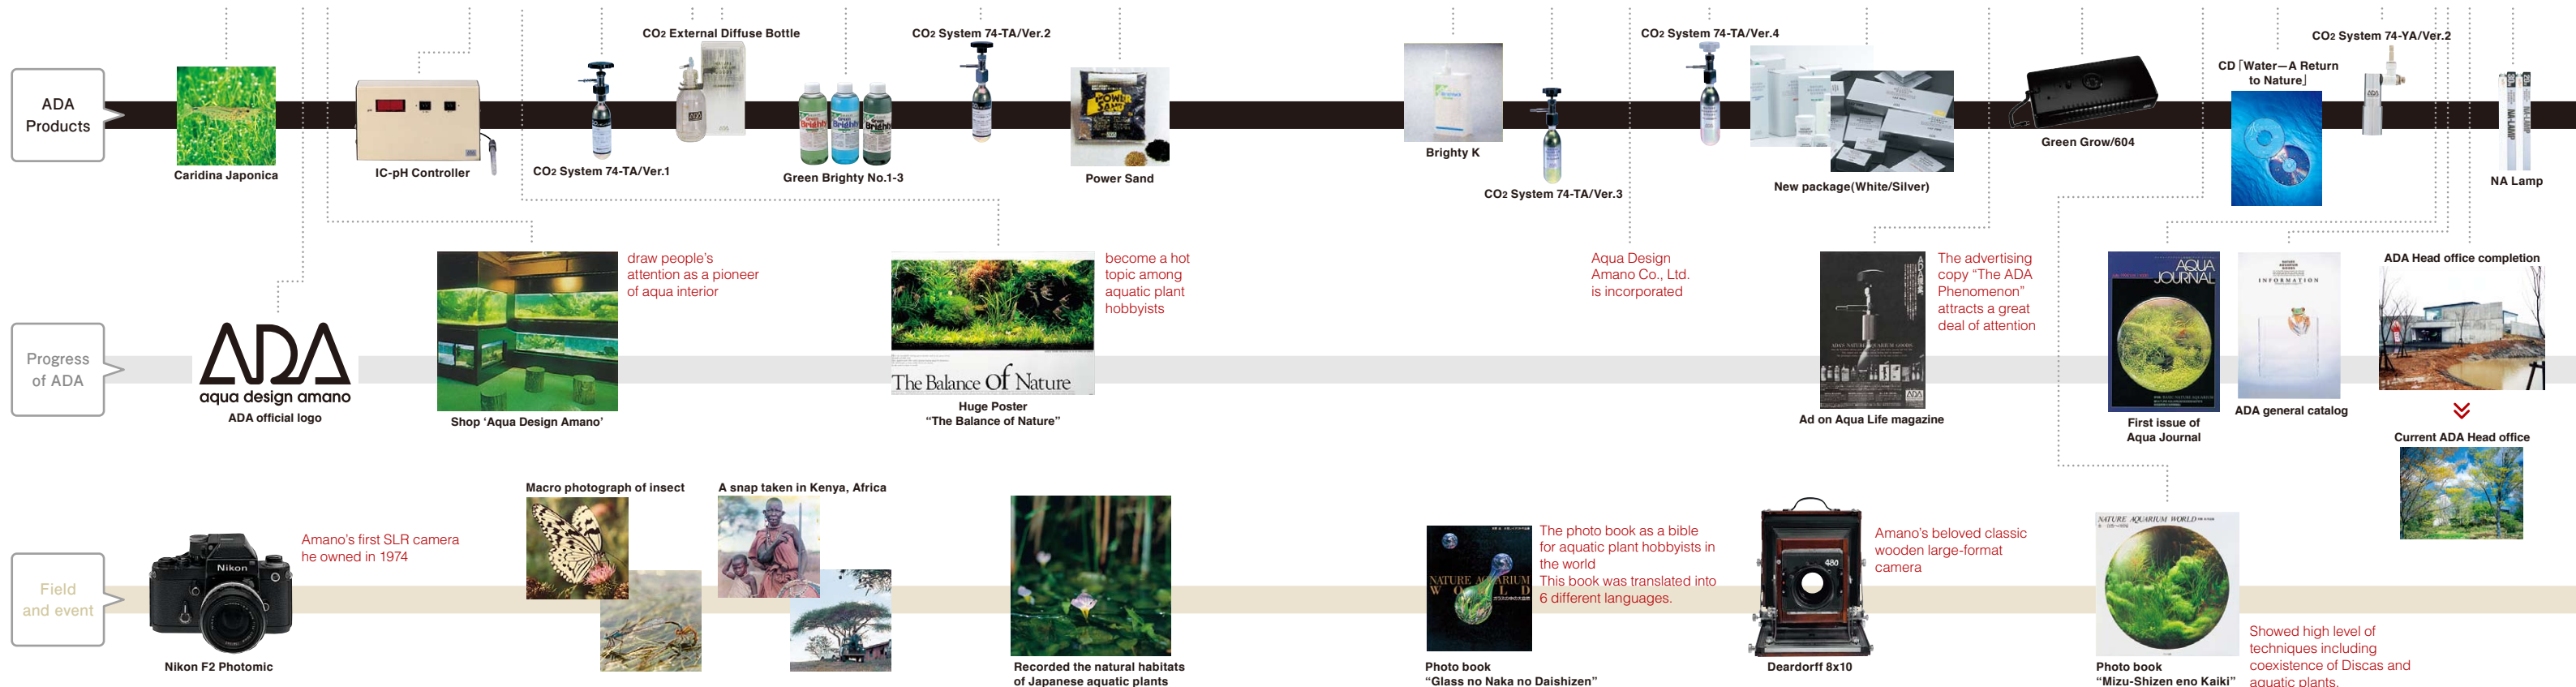 ADA
Products
Caridina Japonica
IC-pH Controller
CO2 System 74-TA/Ver.1
CO2 External Diffuse Bottle
Green Brighty No.1-3
CO2 System 74-TA/Ver.2
POWER SAND
Power Sand
Brighty K
CO2 System 74-TA/Ver.3
CO2 System 74-TA/Ver.4
New package(White/Silver)
Green Grow/604
CD「Water—A Return
to Nature」
CO2 System 74-YA/Ver.2
NA Lamp
Progress
of ADA
ADA
aqua design amano
ADA official logo
Shop ‘Aqua Design Amano’
draw people’s
attention as a pioneer
of aqua interior
The Balance of Nature
Huge Poster
“The Balance of Nature”
become a hot
topic among
aquatic plant
hobbyists
Aqua Design
Amano Co., Ltd.
is incorporated
ADA'S NATURE AQUARIUM GOODS.
Ad on Aqua Life magazine
The advertising
copy “The ADA
Phenomenon”
attracts a great
deal of attention
AQUA
JOURNAL
First issue of
Aqua Journal
INFORMATION
ADA general catalog
ADA Head office completion
Current ADA Head office
Field
and event
Nikon
Nikon F2 Photomic
Amano’s first SLR camera
he owned in 1974
Macro photograph of insect
A snap taken in Kenya, Africa
Recorded the natural habitats
of Japanese aquatic plants
NATURE AQUARIUM
WORLD
Photo book
“Glass no Naka no Daishizen”
The photo book as a bible
for aquatic plant hobbyists in
the world
This book was translated into
6 different languages.
480
Deardorff 8x10
Amano’s beloved classic
wooden large-format
camera
NATURE AQUARIUM WORLD
Photo book
“Mizu-Shizen eno Kaiki”
Showed high level of
techniques including
coexistence of Discas and
aquatic plants.